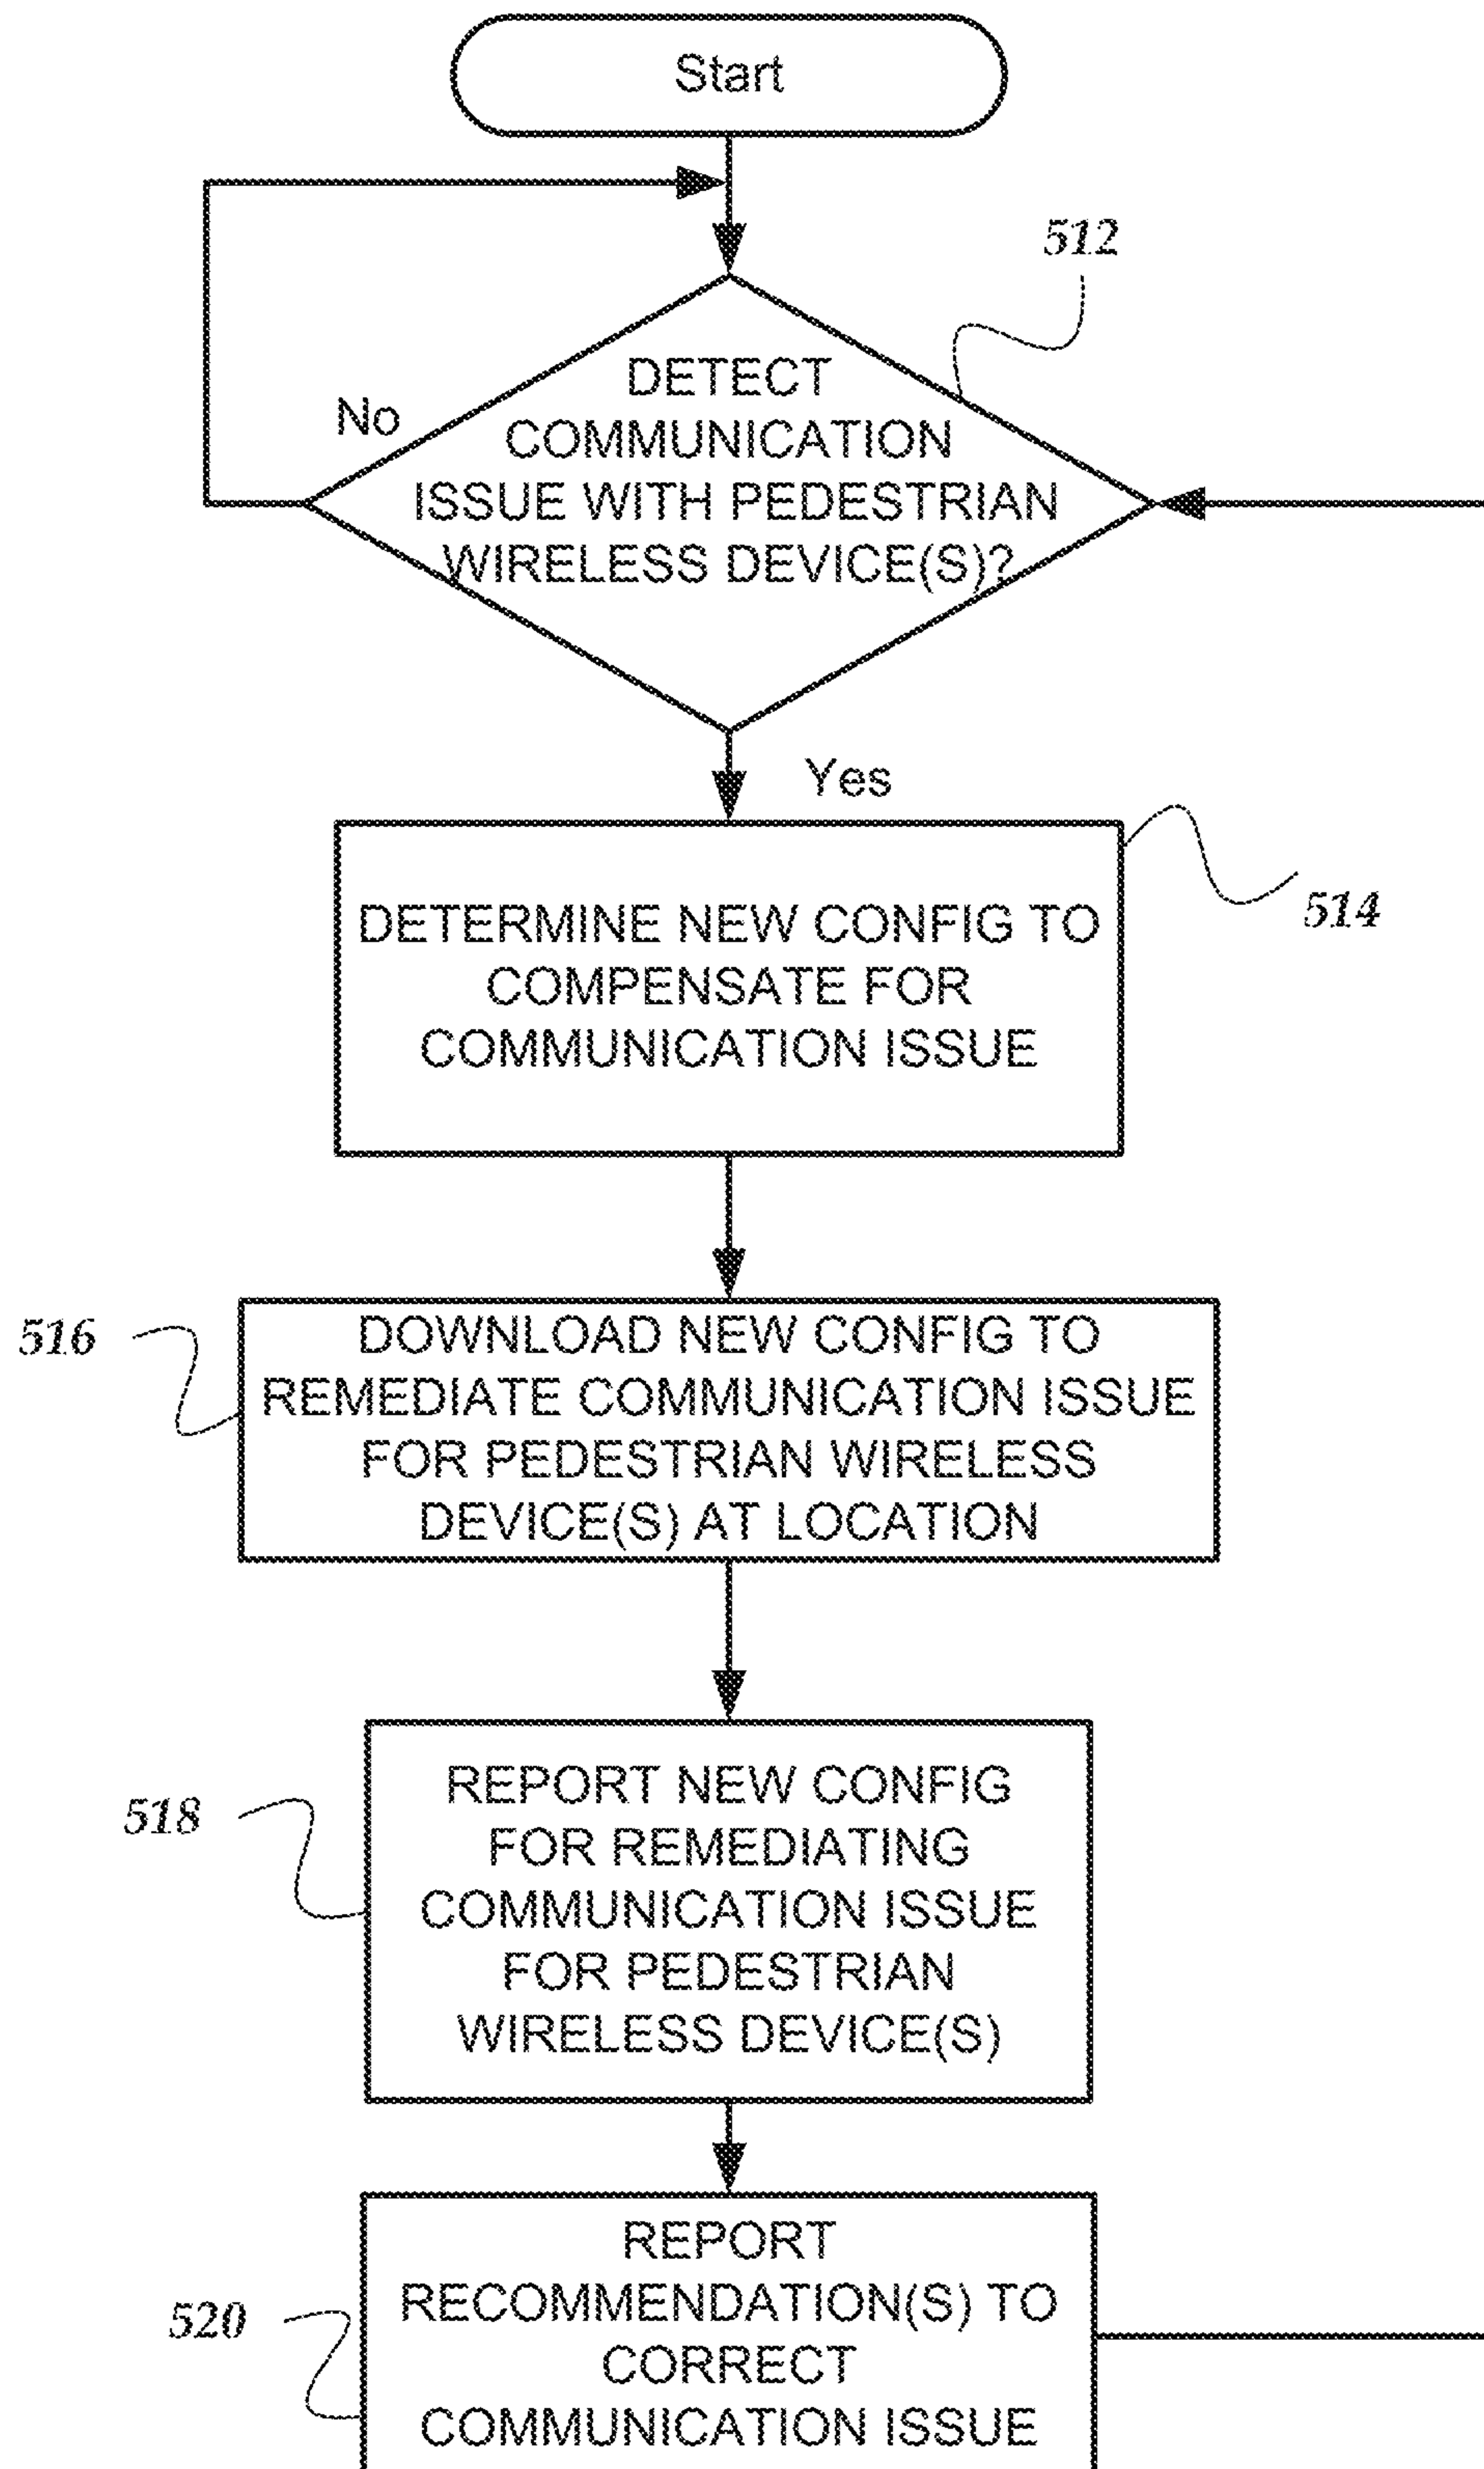 Start
512
DETECT
COMMUNICATION
ISSUE WITH PEDESTRIAN
WIRELESS DEVICE(S)?
No
Yes
514
DETERMINE NEW CONFIG TO
COMPENSATE FOR
COMMUNICATION ISSUE
516
DOWNLOAD NEW CONFIG TO
REMEDIATE COMMUNICATION ISSUE
FOR PEDESTRIAN WIRELESS
DEVICE(S) AT LOCATION
518
REPORT NEW CONFIG
FOR REMEDIATING
COMMUNICATION ISSUE
FOR PEDESTRIAN
WIRELESS DEVICE(S)
520
REPORT
RECOMMENDATION(S) TO
CORRECT
COMMUNICATION ISSUE